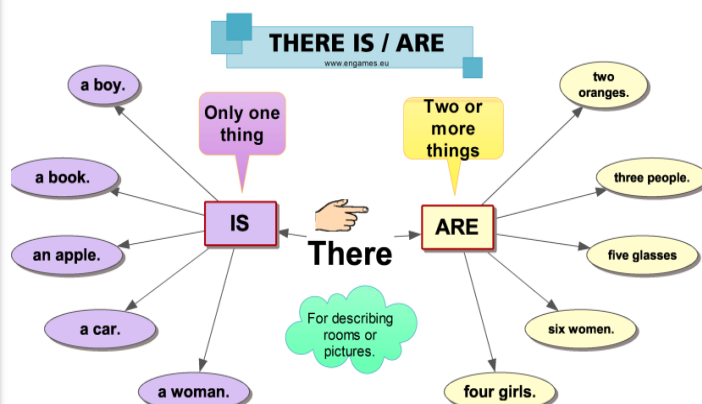 THERE IS / ARE
www.engames.eu
a boy.
a book.
an apple.
a car.
a woman.
Only one
thing
IS
There
For describing
rooms or
pictures.
Two or
more
things
ARE
two
oranges.
three people.
five glasses
six women.
four girls.